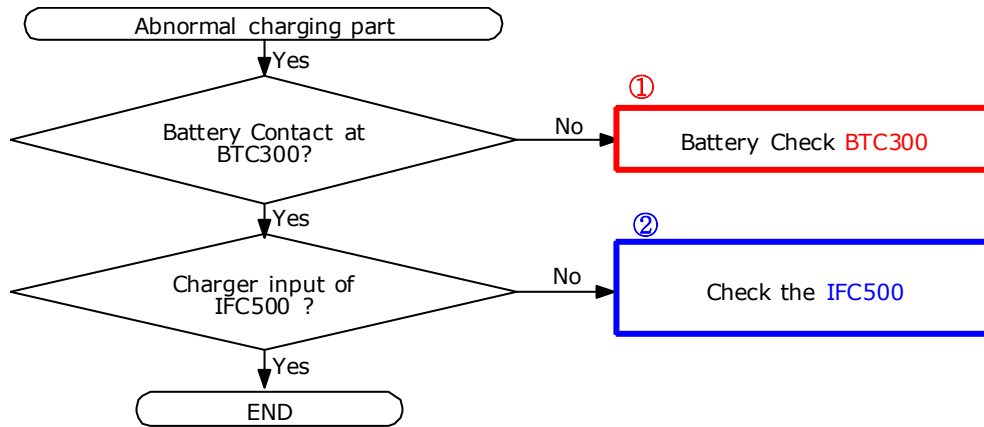 Abnormal charging part
Yes
①
Battery Contact at
BTC300?
No
Battery Check BTC300
Yes
②
Charger input of
IFC500 ?
No
Check the IFC500
Yes
END